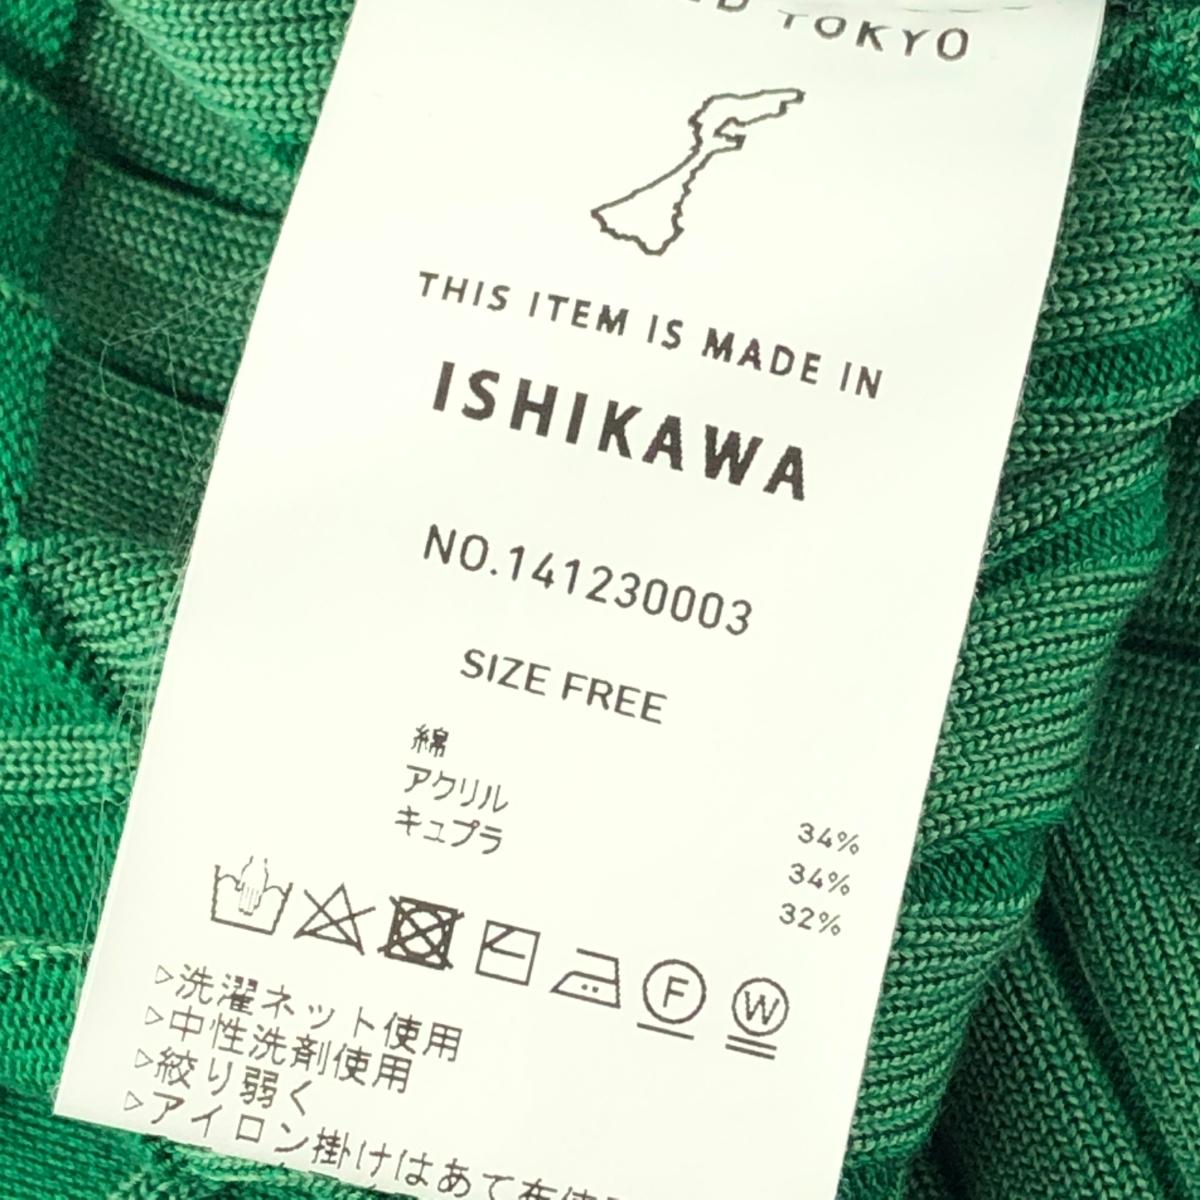 TOKYO
THIS ITEM IS MADE IN
ISHIKAWA
NO.141230003
SIZE FREE
綿 34%
アクリル 34%
キュプラ 32%
F W
▷洗濯ネット使用
▷中性洗剤使用
▷絞り弱く
▷アイロン掛けはあて布使用